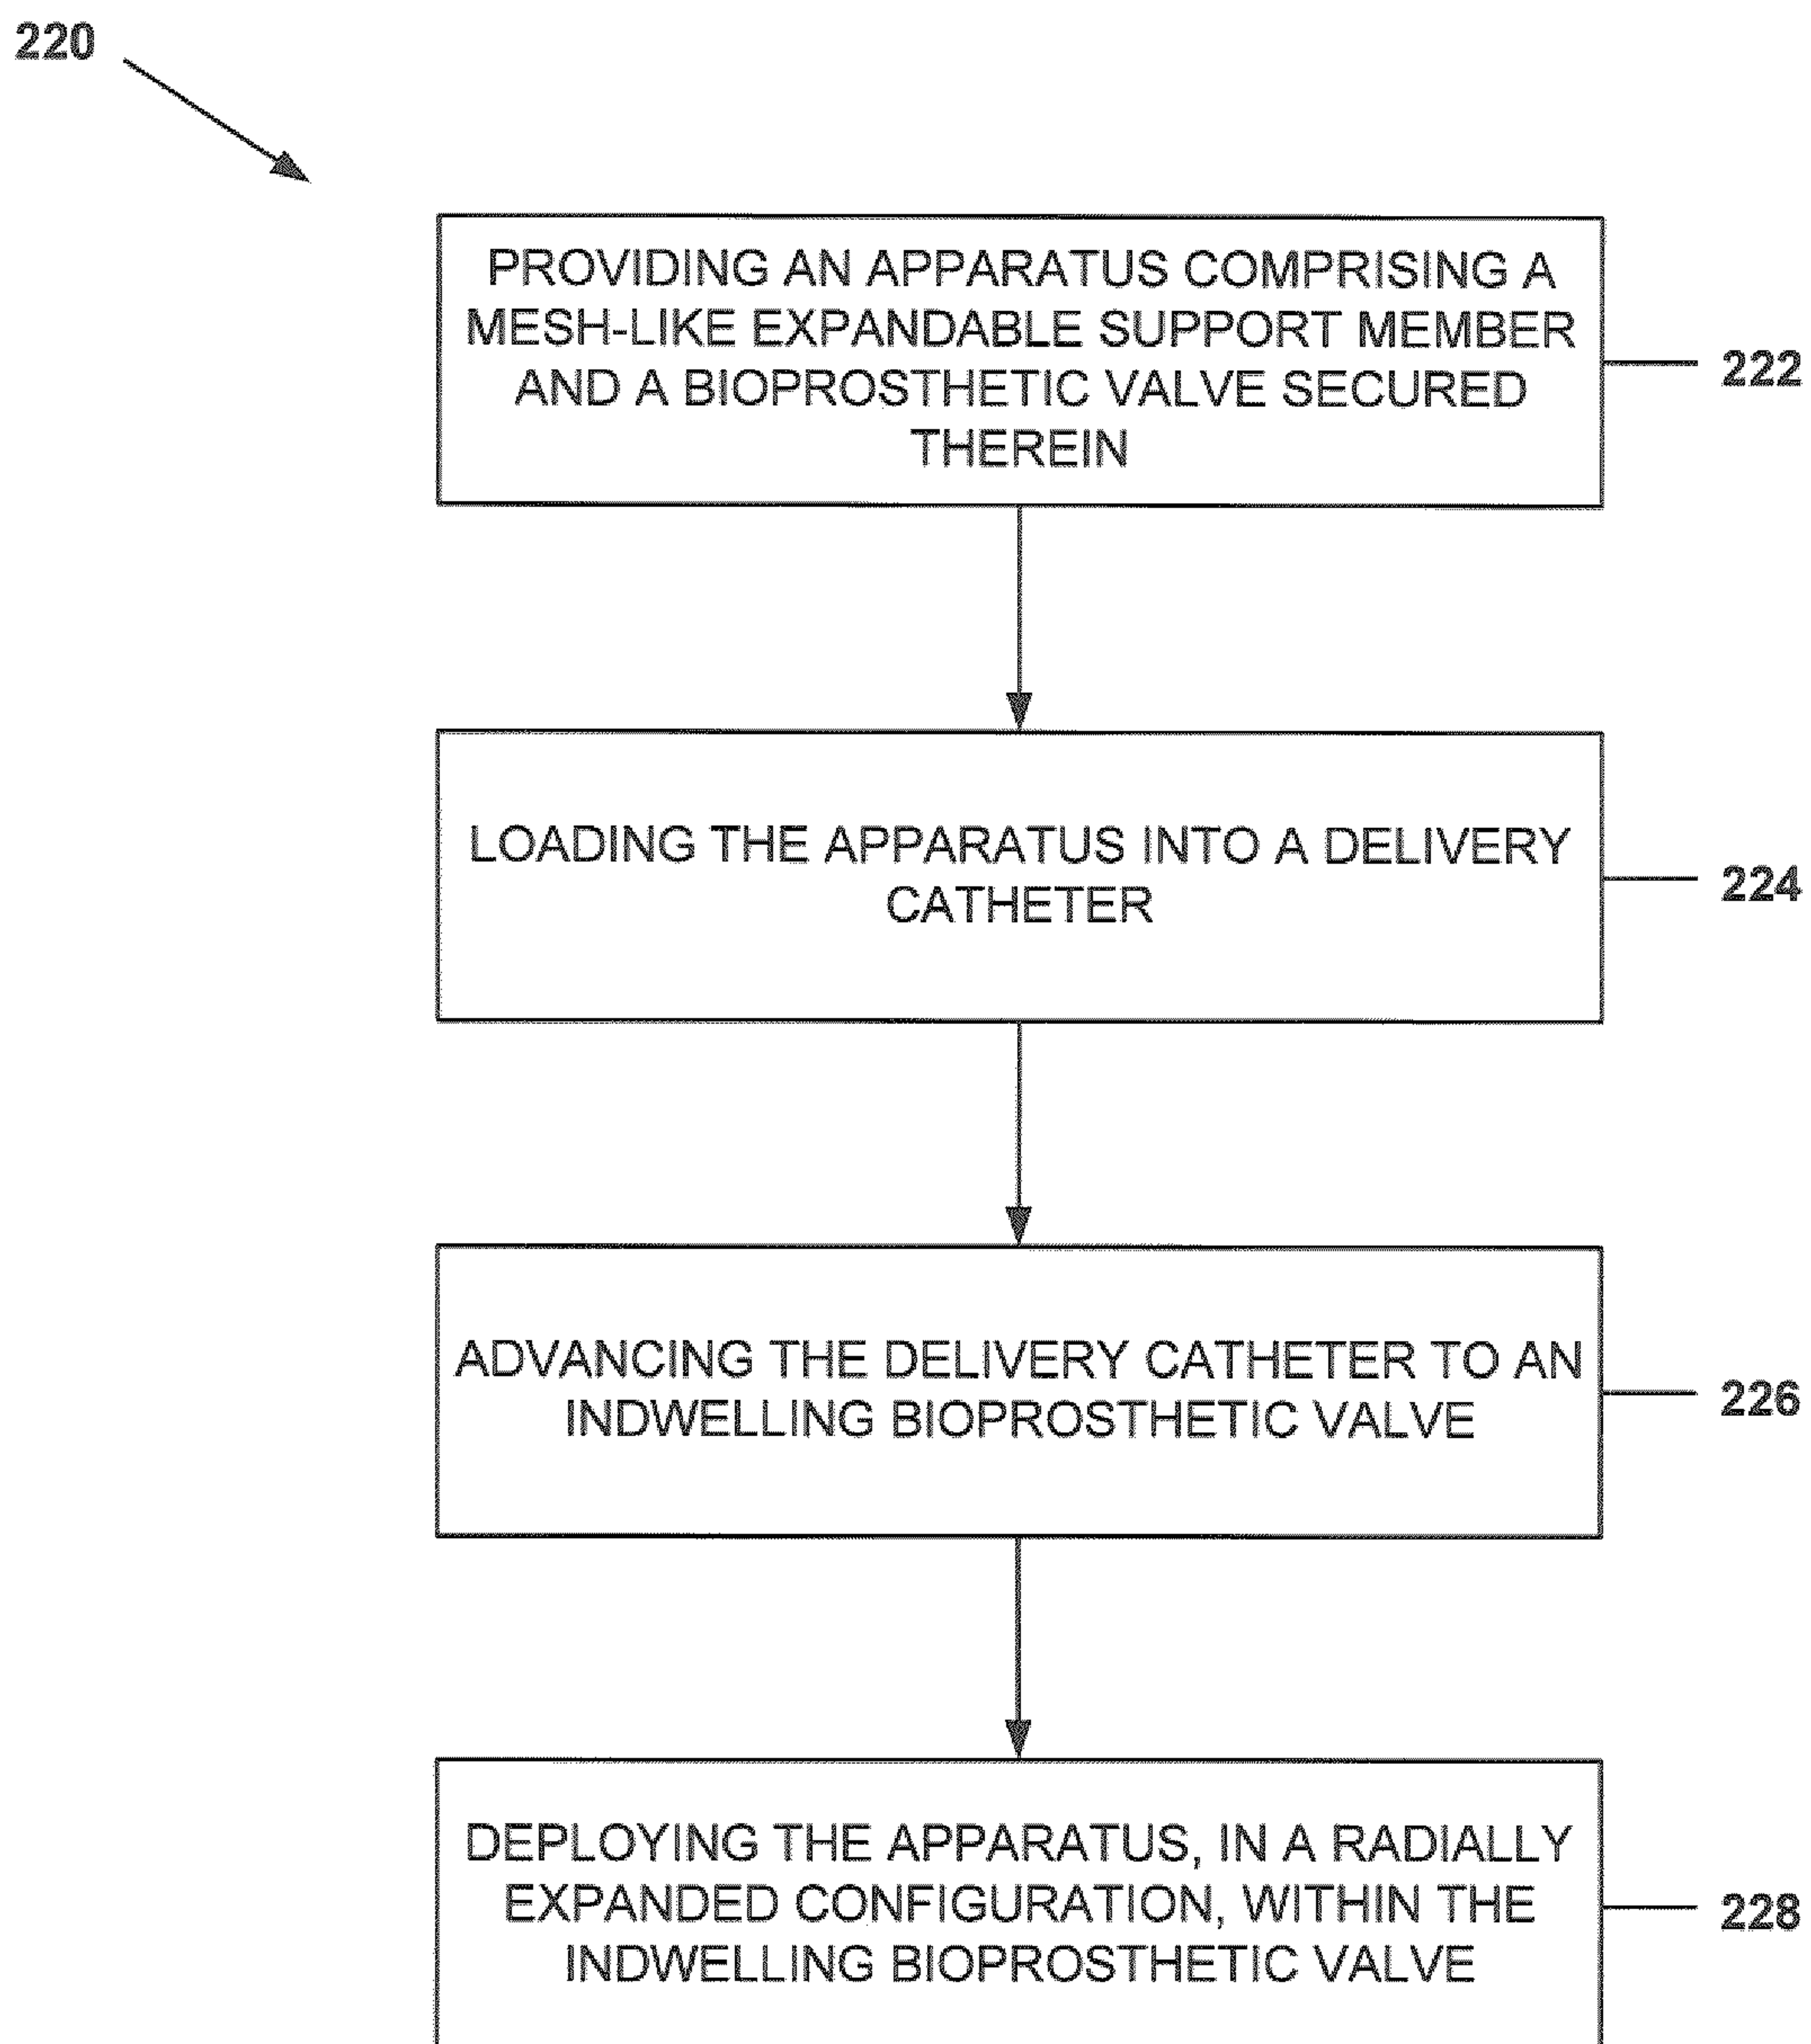 220
PROVIDING AN APPARATUS COMPRISING A
MESH-LIKE EXPANDABLE SUPPORT MEMBER
AND A BIOPROSTHETIC VALVE SECURED
THEREIN
222
LOADING THE APPARATUS INTO A DELIVERY
CATHETER
224
ADVANCING THE DELIVERY CATHETER TO AN
INDWELLING BIOPROSTHETIC VALVE
226
DEPLOYING THE APPARATUS, IN A RADIALLY
EXPANDED CONFIGURATION, WITHIN THE
INDWELLING BIOPROSTHETIC VALVE
228